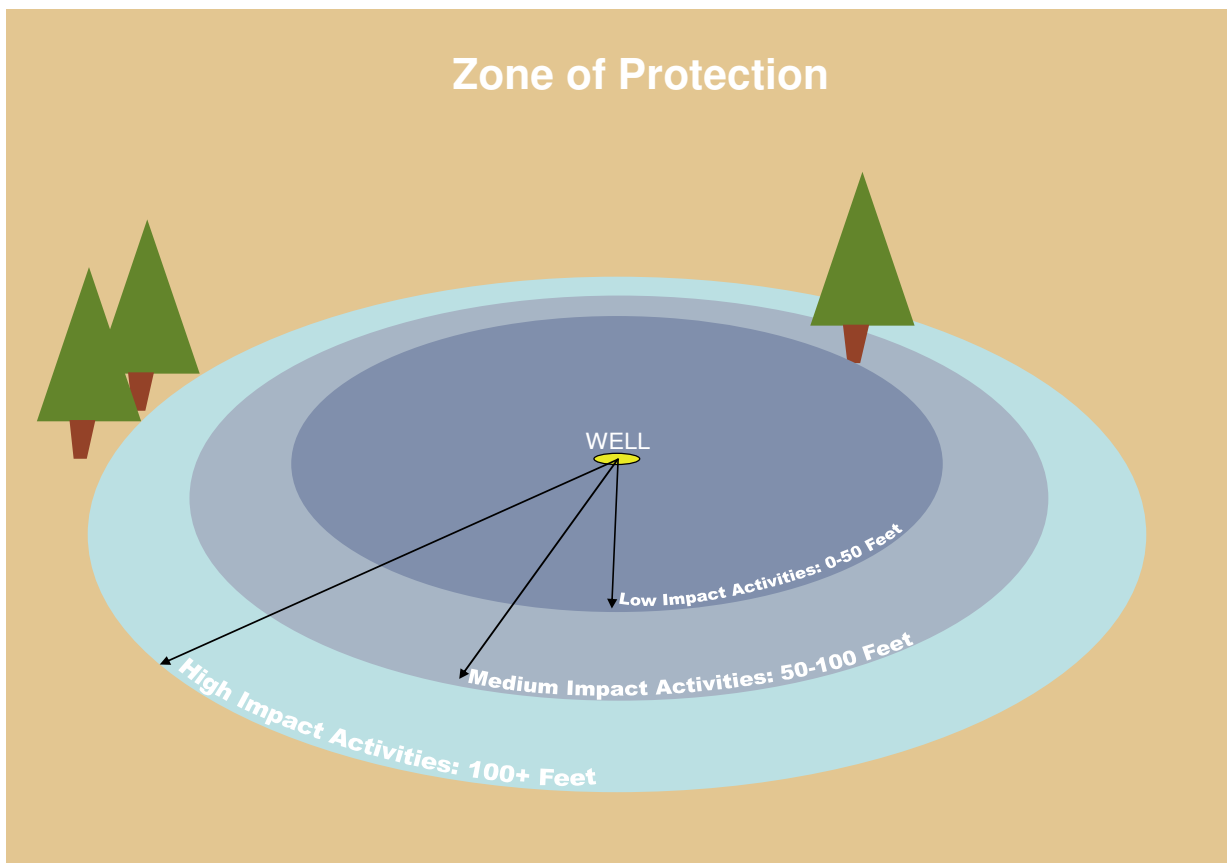 Zone of Protection
WELL
Low Impact Activities: 0-50 Feet
Medium Impact Activities: 50-100 Feet
High Impact Activities: 100+ Feet